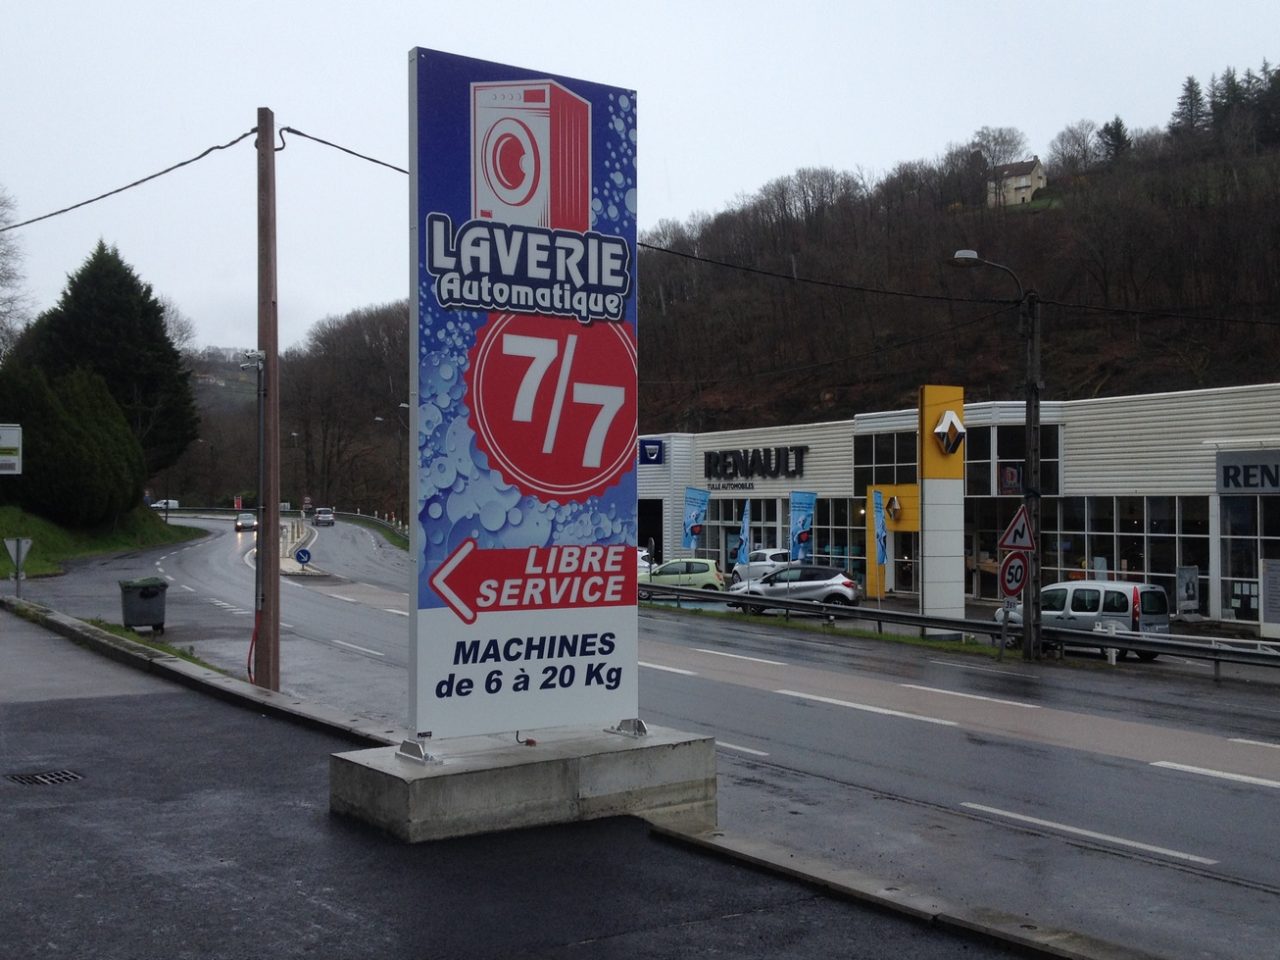 LAVERIE
Automatique
7/7
LIBRE
SERVICE
MACHINES
de 6 à 20 Kg
RENAULT
TULLE AUTOMOBILES
REN
50